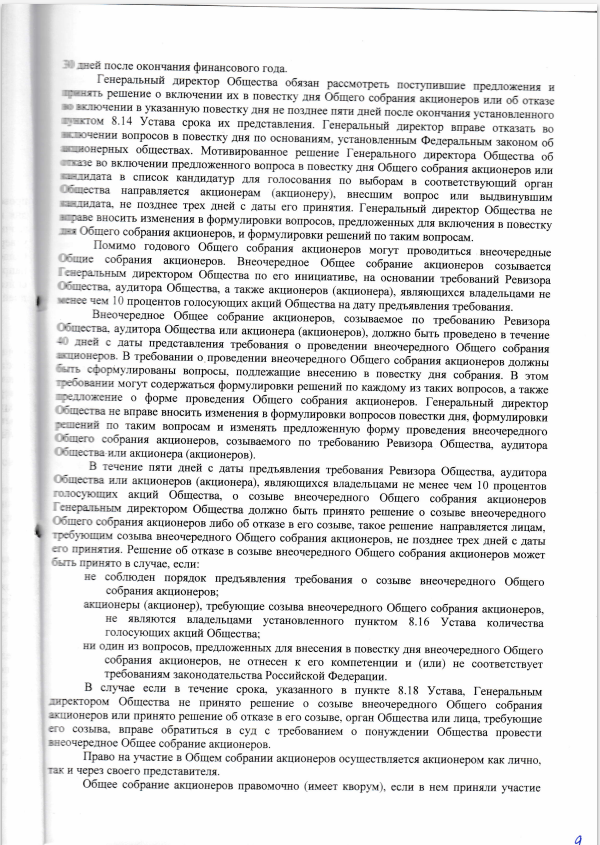 30 дней после окончания финансового года.
Генеральный директор Общества обязан рассмотреть поступившие предложения и
принять решение о включении их в повестку дня Общего собрания акционеров или об отказе
во включении в указанную повестку дня не позднее пяти дней после окончания установленного
пунктом 8.14 Устава срока их представления. Генеральный директор вправе отказать во
включении вопросов в повестку дня по основаниям, установленным Федеральным законом об
акционерных обществах. Мотивированное решение Генерального директора Общества об
отказе во включении предложенного вопроса в повестку дня Общего собрания акционеров или
кандидата в список кандидатур для голосования по выборам в соответствующий орган
Общества направляется акционерам (акционеру), внесшим вопрос или выдвинувшим
кандидата, не позднее трех дней с даты его принятия. Генеральный директор Общества не
вправе вносить изменения в формулировки вопросов, предложенных для включения в повестку
дня Общего собрания акционеров, и формулировки решений по таким вопросам.
Помимо годового Общего собрания акционеров могут проводиться внеочередные
Общие собрания акционеров. Внеочередное Общее собрание акционеров созывается
Генеральным директором Общества по его инициативе, на основании требований Ревизора
Общества, аудитора Общества, а также акционеров (акционера), являющихся владельцами не
менее чем 10 процентов голосующих акций Общества на дату предъявления требования.
Внеочередное Общее собрание акционеров, созываемое по требованию Ревизора
Общества, аудитора Общества или акционера (акционеров), должно быть проведено в течение
40 дней с даты представления требования о проведении внеочередного Общего собрания
акционеров. В требовании о проведении внеочередного Общего собрания акционеров должны
быть сформулированы вопросы, подлежащие внесению в повестку дня собрания. В этом
требовании могут содержаться формулировки решений по каждому из таких вопросов, а также
предложение о форме проведения Общего собрания акционеров. Генеральный директор
Общества не вправе вносить изменения в формулировки вопросов повестки дня, формулировки
решений по таким вопросам и изменять предложенную форму проведения внеочередного
Общего собрания акционеров, созываемого по требованию Ревизора Общества, аудитора
Общества или акционера (акционеров).
В течение пяти дней с даты предъявления требования Ревизора Общества, аудитора
Общества или акционеров (акционера), являющихся владельцами не менее чем 10 процентов
голосующих акций Общества, о созыве внеочередного Общего собрания акционеров
Генеральным директором Общества должно быть принято решение о созыве внеочередного
Общего собрания акционеров либо об отказе в его созыве, такое решение направляется лицам,
требующим созыва внеочередного Общего собрания акционеров, не позднее трех дней с даты
его принятия. Решение об отказе в созыве внеочередного Общего собрания акционеров может
быть принято в случае, если:
не соблюден порядок предъявления требования о созыве внеочередного Общего
собрания акционеров;
акционеры (акционер), требующие созыва внеочередного Общего собрания акционеров,
не являются владельцами установленного пунктом 8.16 Устава количества
голосующих акций Общества;
ни один из вопросов, предложенных для внесения в повестку дня внеочередного Общего
собрания акционеров, не отнесен к его компетенции и (или) не соответствует
требованиям законодательства Российской Федерации.
В случае если в течение срока, указанного в пункте 8.18 Устава, Генеральным
директором Общества не принято решение о созыве внеочередного Общего собрания
акционеров или принято решение об отказе в его созыве, орган Общества или лица, требующие
его созыва, вправе обратиться в суд с требованием о понуждении Общества провести
внеочередное Общее собрание акционеров.
Право на участие в Общем собрании акционеров осуществляется акционером как лично,
так и через своего представителя.
Общее собрание акционеров правомочно (имеет кворум), если в нем приняли участие
9